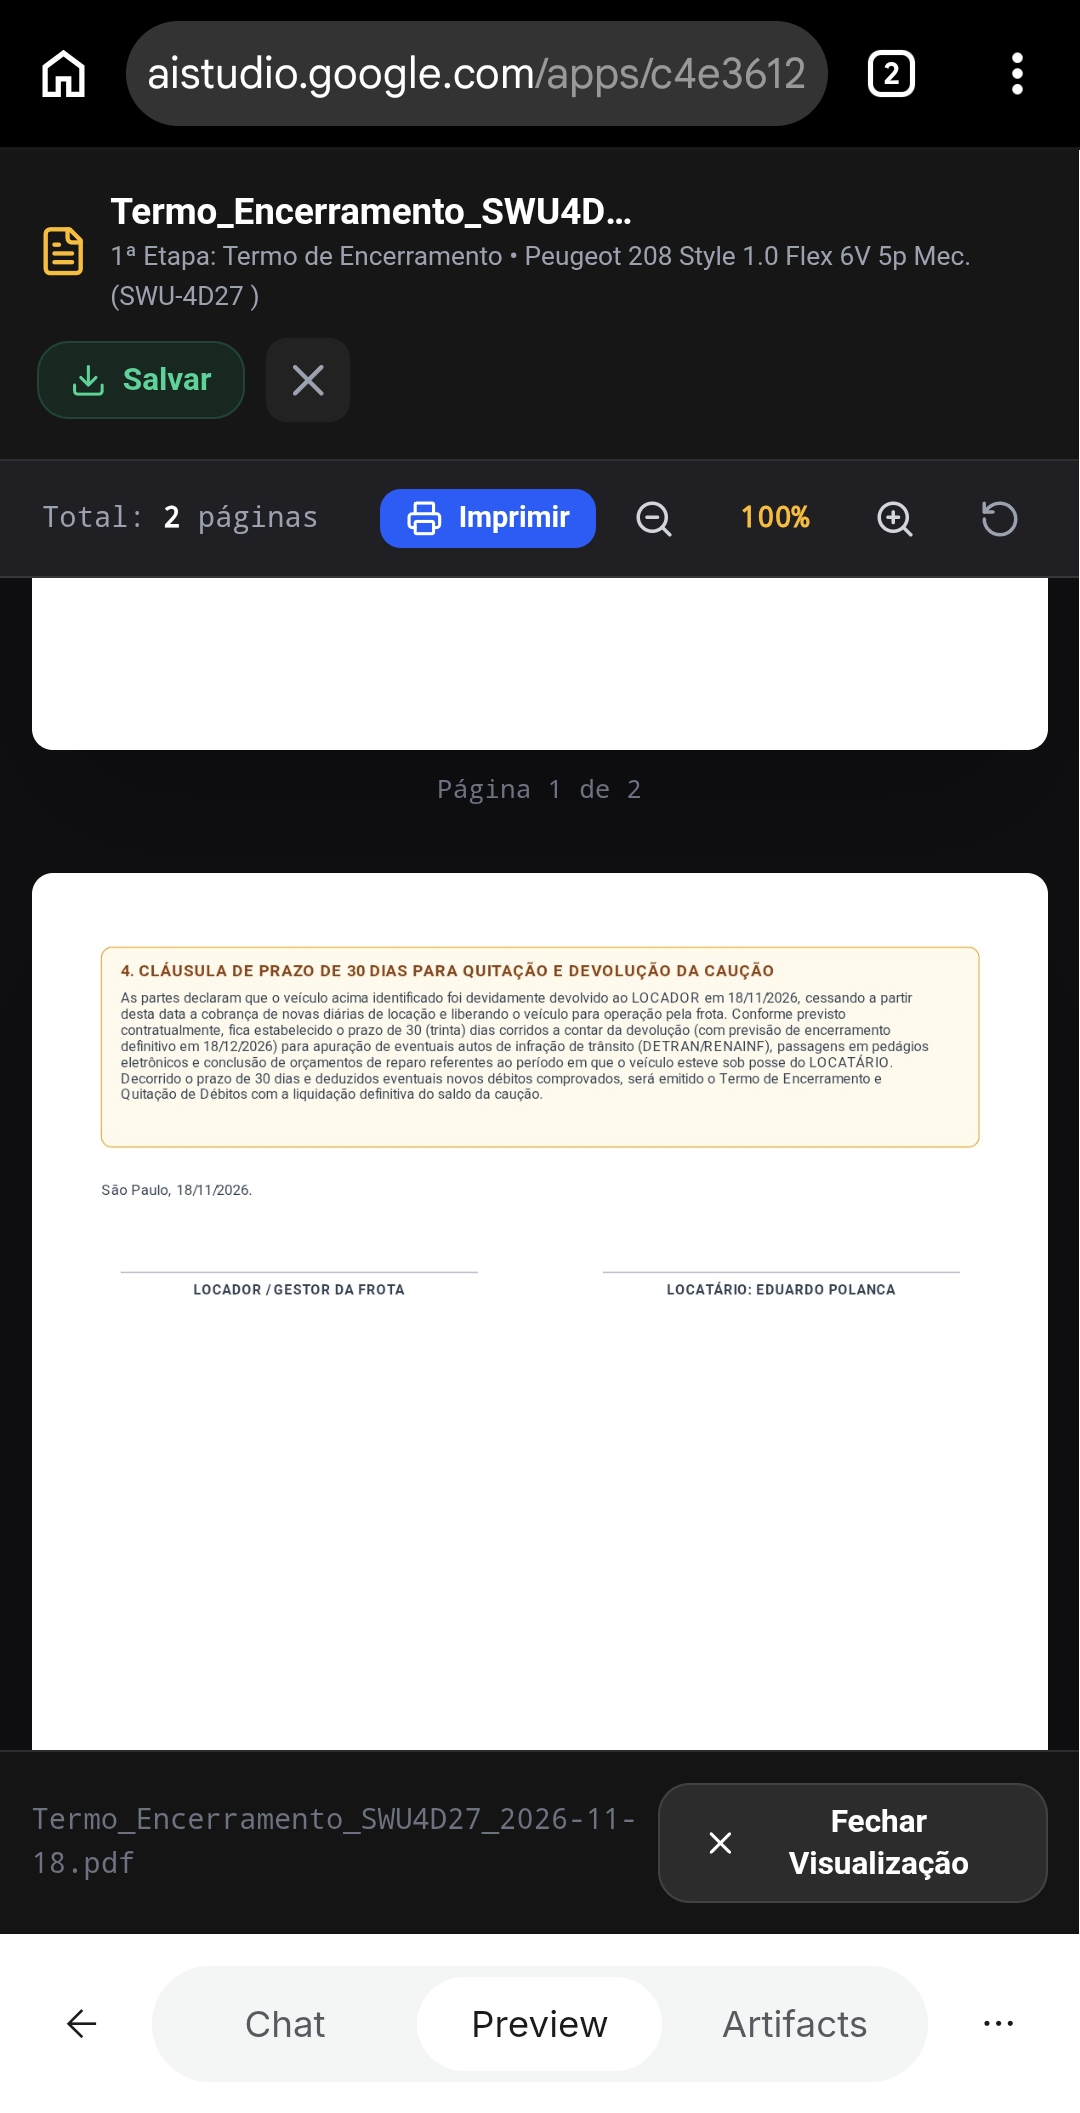 aistudio.google.com/apps/c4e3612
2
Termo_Encerramento_SWU4D...
1ª Etapa: Termo de Encerramento • Peugeot 208 Style 1.0 Flex 6V 5p Mec.
(SWU-4D27 )
Salvar
Total: 2 páginas
Imprimir
100%
Página 1 de 2
4. CLÁUSULA DE PRAZO DE 30 DIAS PARA QUITAÇÃO E DEVOLUÇÃO DA CAUÇÃO
As partes declaram que o veículo acima identificado foi devidamente devolvido ao LOCADOR em 18/11/2026, cessando a partir
desta data a cobrança de novas diárias de locação e liberando o veículo para operação pela frota. Conforme previsto
contratualmente, fica estabelecido o prazo de 30 (trinta) dias corridos a contar da devolução (com previsão de encerramento
definitivo em 18/12/2026) para apuração de eventuais autos de infração de trânsito (DETRAN/RENAINF), passagens em pedágios
eletrônicos e conclusão de orçamentos de reparo referentes ao período em que o veículo esteve sob posse do LOCATÁRIO.
Decorrido o prazo de 30 dias e deduzidos eventuais novos débitos comprovados, será emitido o Termo de Encerramento e
Quitação de Débitos com a liquidação definitiva do saldo da caução.
São Paulo, 18/11/2026.
LOCADOR / GESTOR DA FROTA
LOCATÁRIO: EDUARDO POLANCA
Termo_Encerramento_SWU4D27_2026-11-
18.pdf
Fechar
Visualização
Chat
Preview
Artifacts